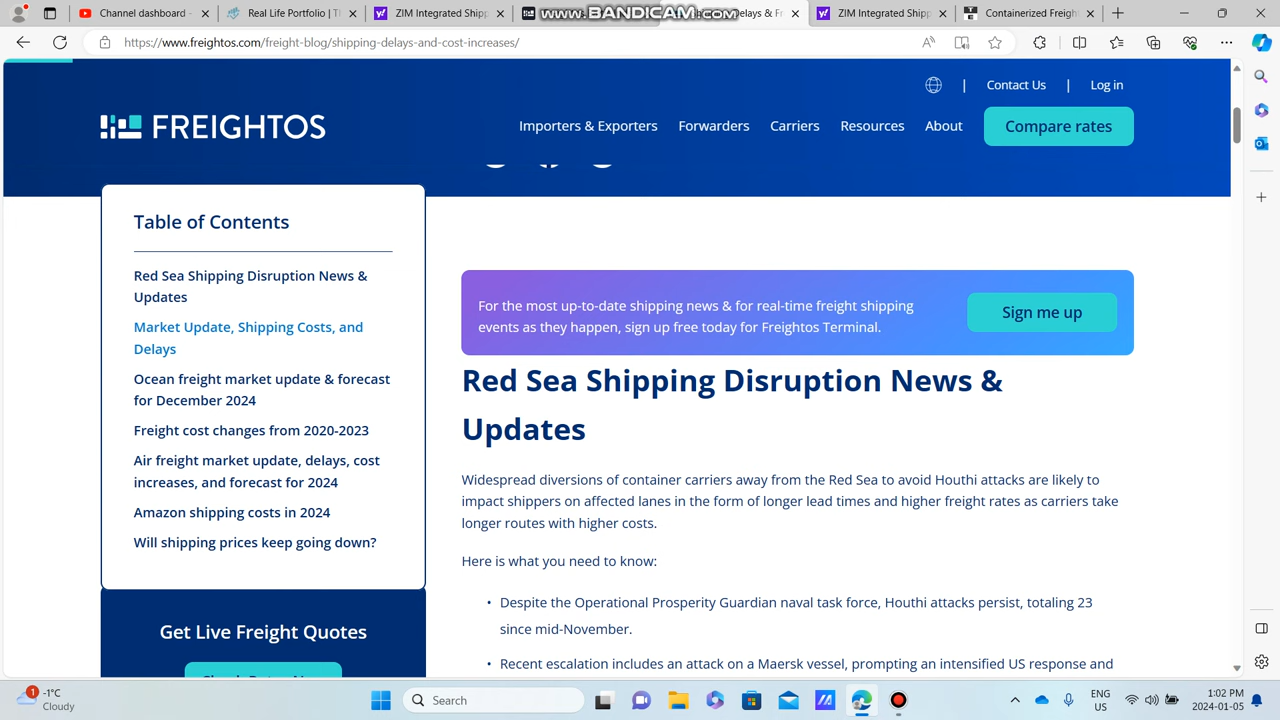 Channel dashboard -
Real Life Portfolio | Th
ZIM Integrated Ship
www.BANDICAM.com
elays & Fr
ZIM Integrated Ship
Containerized Freigh
https://www.freightos.com/freight-blog/shipping-delays-and-cost-increases/
Contact Us | Log in
FREIGHTOS
Importers & Exporters
Forwarders
Carriers
Resources
About
Compare rates
Table of Contents
Red Sea Shipping Disruption News &
Updates
Market Update, Shipping Costs, and
Delays
Ocean freight market update & forecast
for December 2024
Freight cost changes from 2020-2023
Air freight market update, delays, cost
increases, and forecast for 2024
Amazon shipping costs in 2024
Will shipping prices keep going down?
Get Live Freight Quotes
For the most up-to-date shipping news & for real-time freight shipping
events as they happen, sign up free today for Freightos Terminal.
Sign me up
Red Sea Shipping Disruption News &
Updates
Widespread diversions of container carriers away from the Red Sea to avoid Houthi attacks are likely to
impact shippers on affected lanes in the form of longer lead times and higher freight rates as carriers take
longer routes with higher costs.
Here is what you need to know:
• Despite the Operational Prosperity Guardian naval task force, Houthi attacks persist, totaling 23
since mid-November.
• Recent escalation includes an attack on a Maersk vessel, prompting an intensified US response and
1
-1°C
Cloudy
Search
ENG
US
1:02 PM
2024-01-05